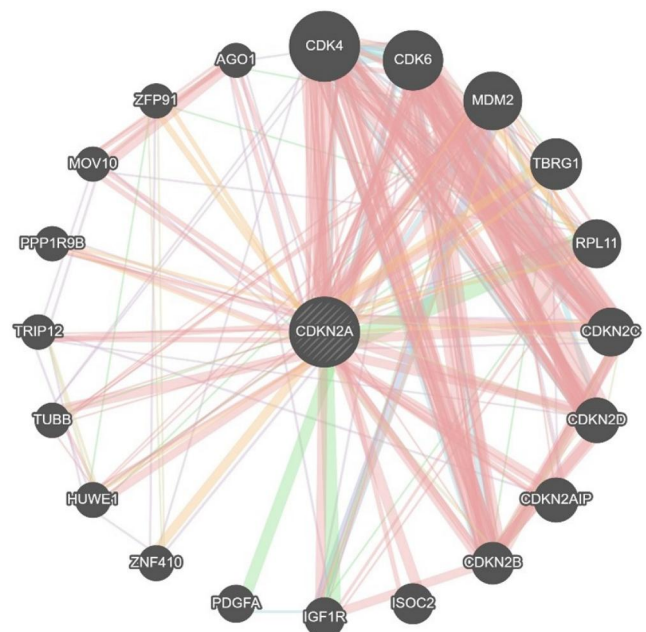 CDK4
CDK6
AGO1
ZFP91
MDM2
MOV10
TBRG1
PPP1R9B
RPL11
TRIP12
CDKN2A
CDKN2C
TUBB
CDKN2D
HUWE1
CDKN2AIP
ZNF410
CDKN2B
PDGFA
IGF1R
ISOC2